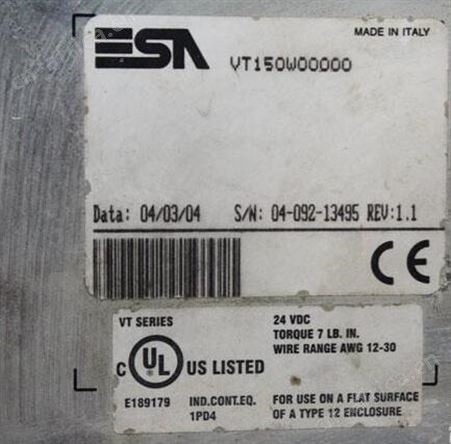 ESA
MADE IN ITALY
VT150W00000
Data: 04/03/04 S/N: 04-092-13495 REV:1.1
CE
VT SERIES
C UL US LISTED
E189179 IND.CONT.EQ.
1PD4
24 VDC
TORQUE 7 LB. IN.
WIRE RANGE AWG 12-30
FOR USE ON A FLAT SURFACE
OF A TYPE 12 ENCLOSURE